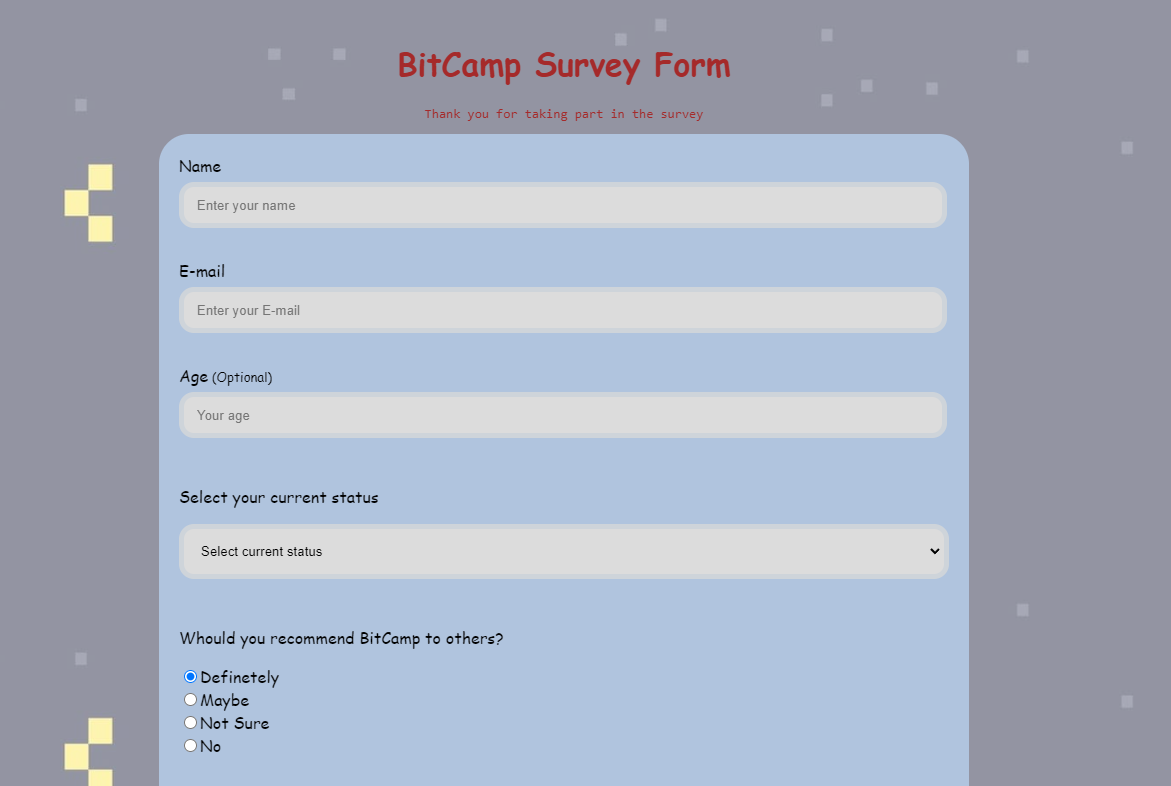 BitCamp Survey Form
Thank you for taking part in the survey
Name
Enter your name
E-mail
Enter your E-mail
Age (Optional)
Your age
Select your current status
Select current status
Whould you recommend BitCamp to others?
Definetely
Maybe
Not Sure
No